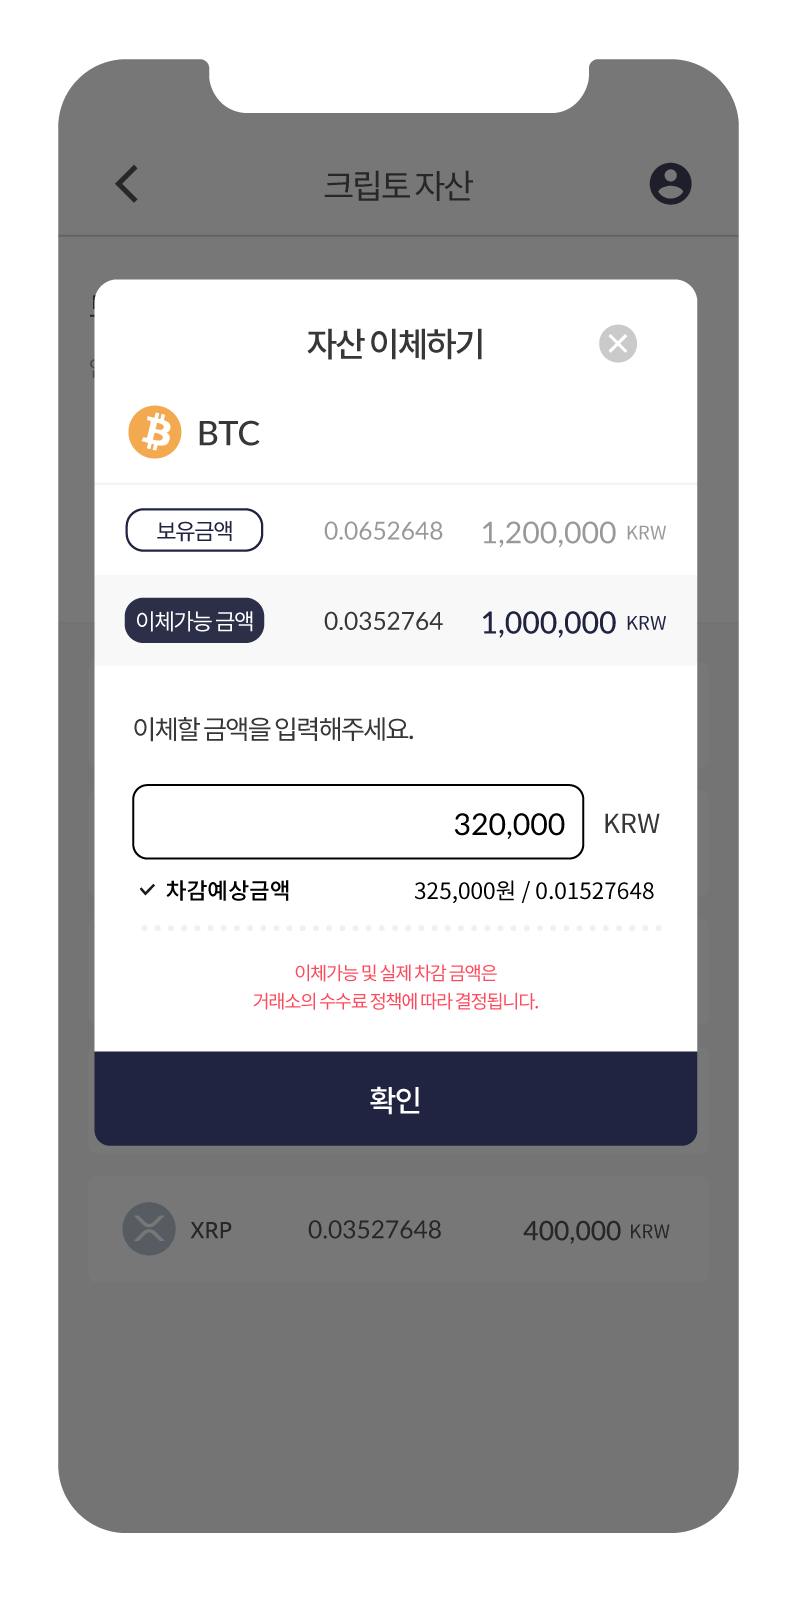 크립토 자산
자산 이체하기
BTC
보유금액 0.0652648 1,200,000 KRW
이체가능 금액 0.0352764 1,000,000 KRW
이체할 금액을 입력해주세요.
320,000 KRW
차감예상금액 325,000원 / 0.01527648
이체가능 및 실제 차감 금액은
거래소의 수수료 정책에 따라 결정됩니다.
확인
XRP 0.03527648 400,000 KRW